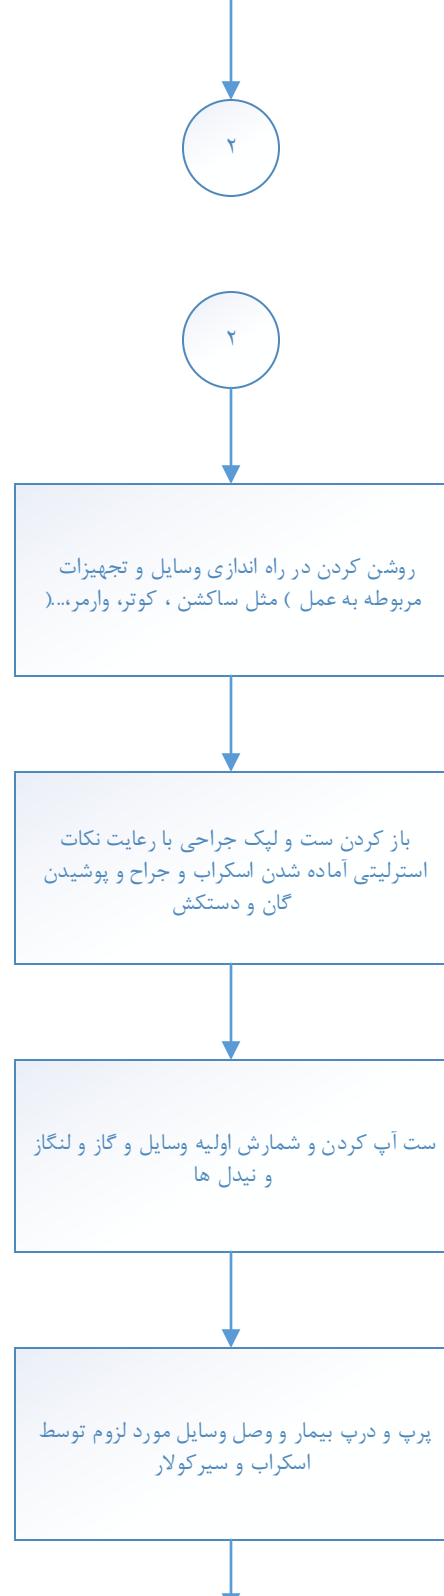 ۲
۲
روشن کردن در راه اندازی وسایل و تجهیزات
مربوطه به عمل ) مثل ساکشن ، کوتر، وارمر،...(
باز کردن ست و لپک جراحی با رعایت نکات
استرلیتی آماده شدن اسکراب و جراح و پوشیدن
گان و دستکش
ست آپ کردن و شمارش اولیه وسایل و گاز و لنگاز
و نیدل ها
پرپ و درپ بیمار و وصل وسایل مورد لزوم توسط
اسکراب و سیرکولار